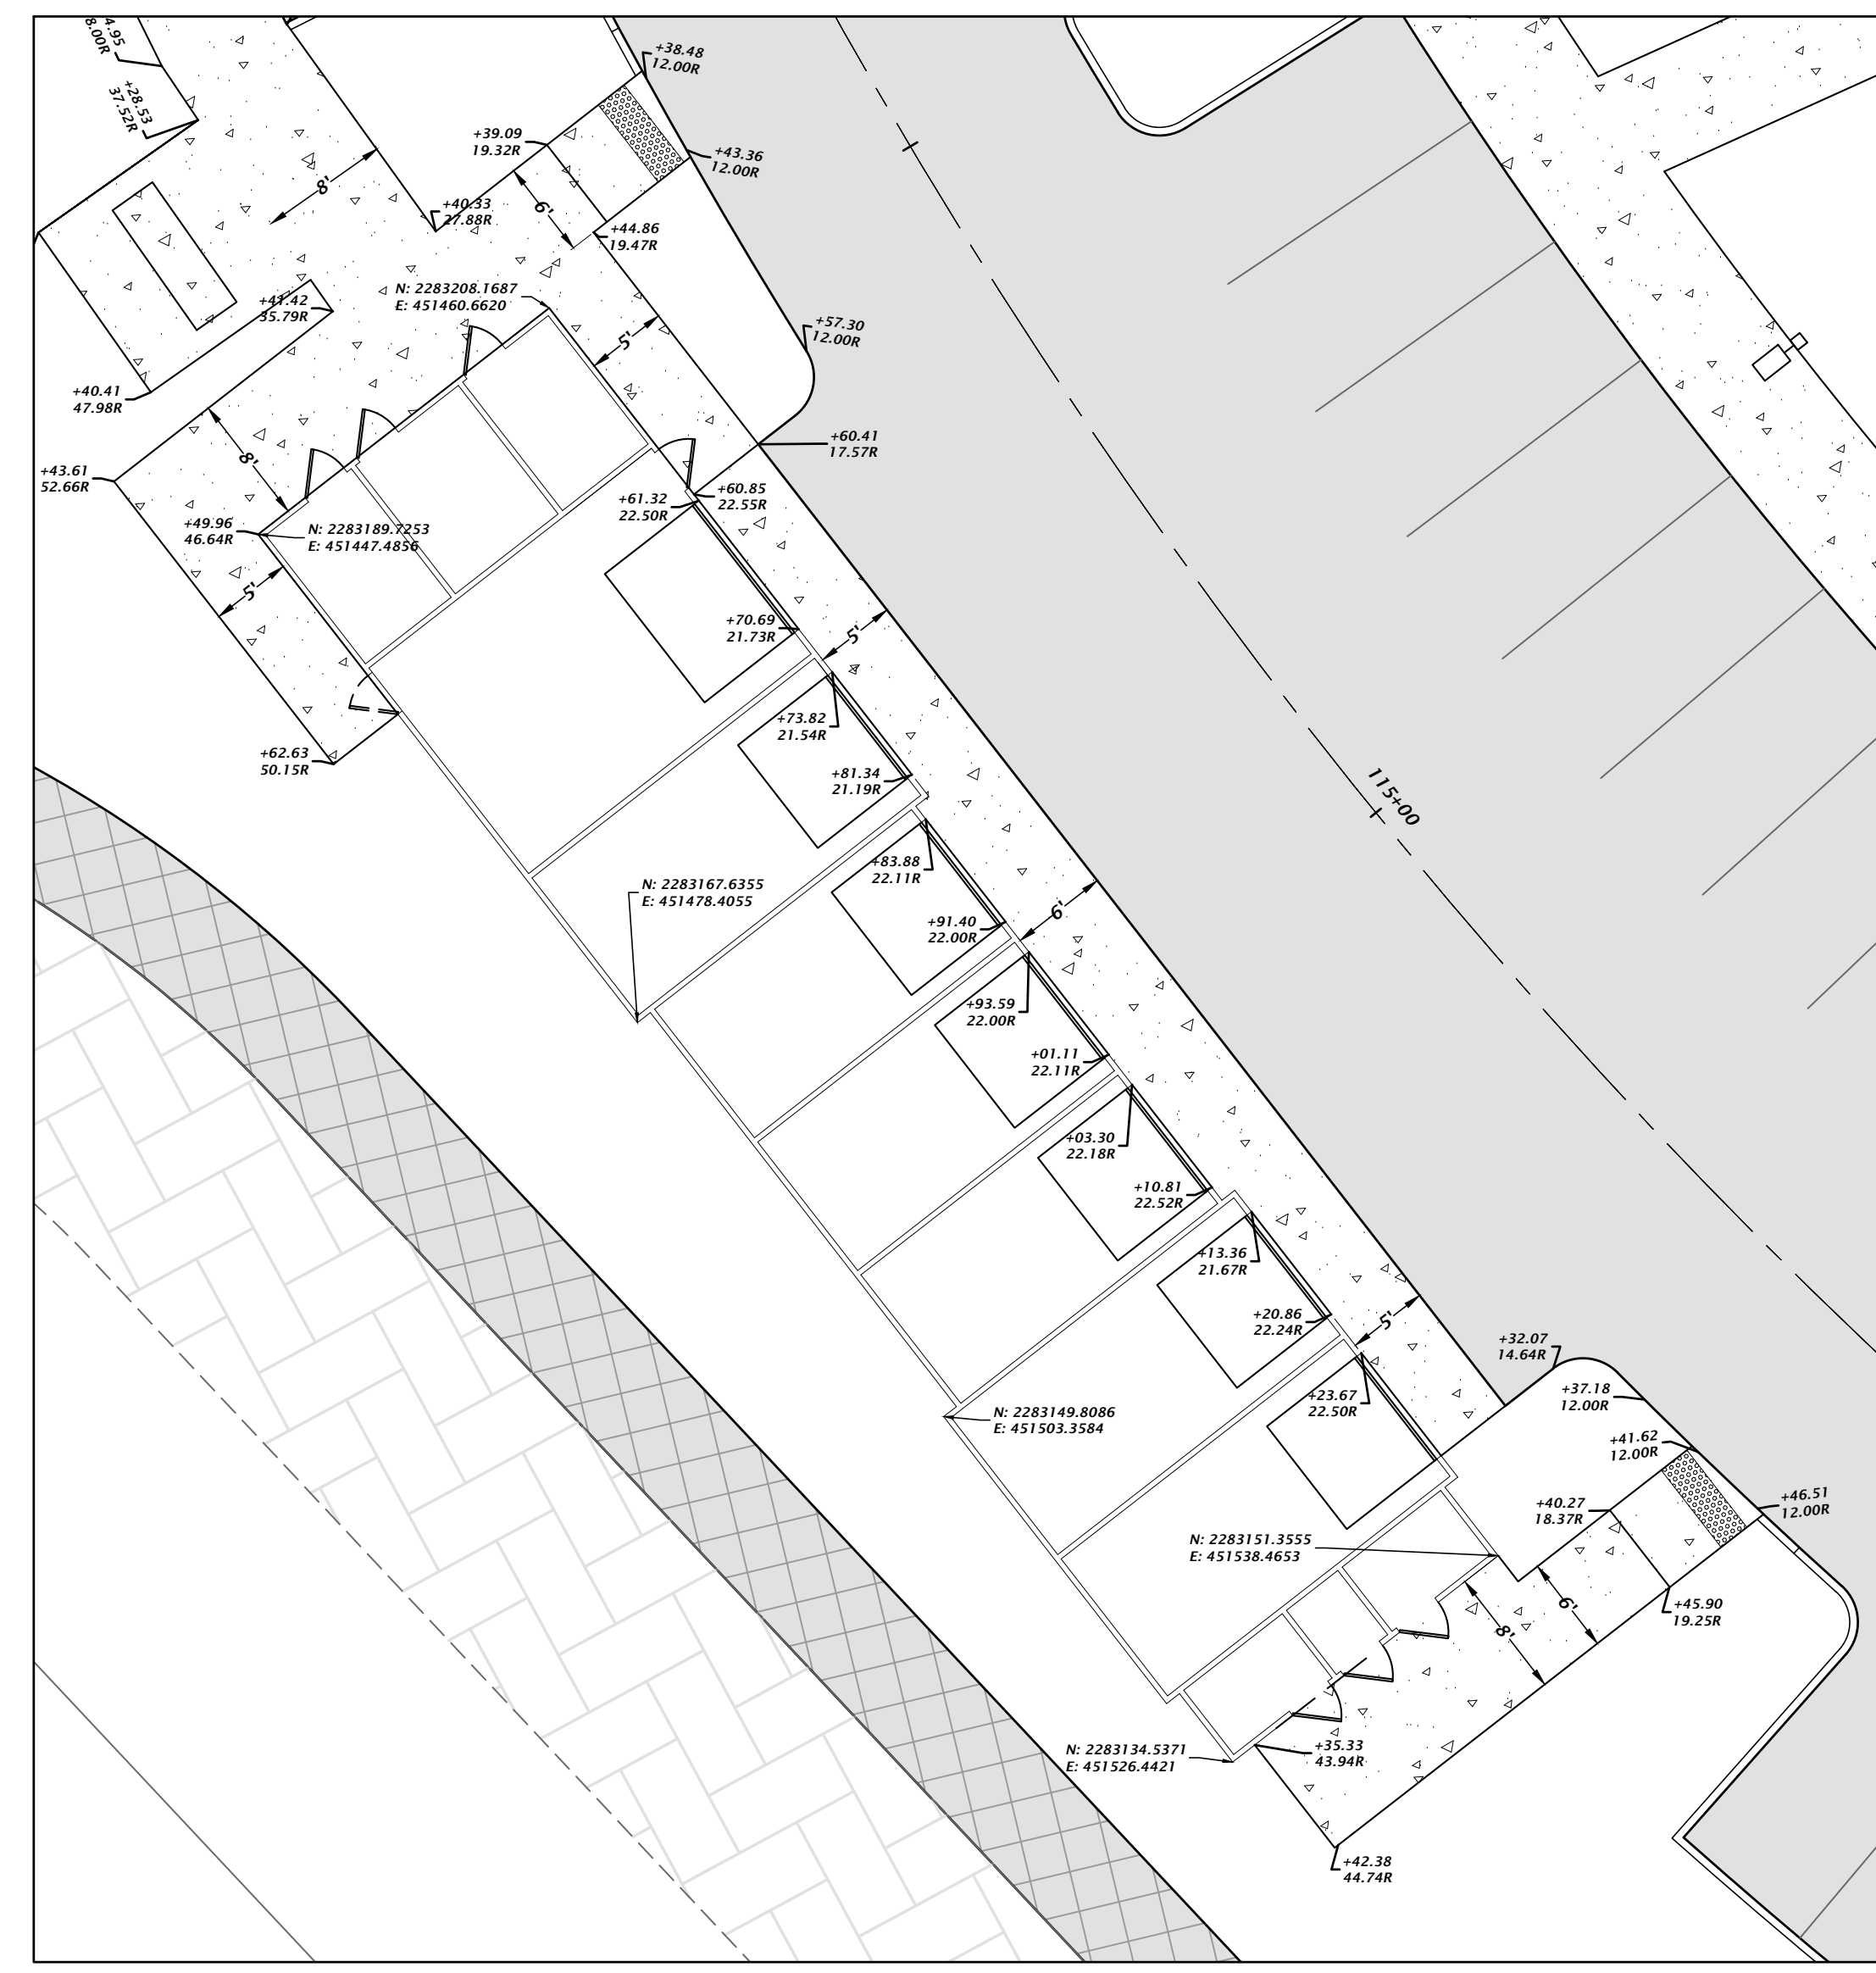 4.95
8.00R
+28.53
37.52R
+38.48
12.00R
+39.09
19.32R
+43.36
12.00R
8'
+40.33
27.88R
6'
+44.86
19.47R
N: 2283208.1687
E: 451460.6620
+41.42
35.79R
5'
+57.30
12.00R
+40.41
47.98R
+60.41
17.57R
8'
+43.61
52.66R
+61.32
22.50R
+60.85
22.55R
+49.96
46.64R
N: 2283189.7253
E: 451447.4856
5'
+70.69
21.73R
5'
+73.82
21.54R
+62.63
50.15R
+81.34
21.19R
115+00
+83.88
22.11R
N: 2283167.6355
E: 451478.4055
+91.40
22.00R
6'
+93.59
22.00R
+01.11
22.11R
+03.30
22.18R
+10.81
22.52R
+13.36
21.67R
+20.86
22.24R
5'
+32.07
14.64R
+23.67
22.50R
+37.18
12.00R
N: 2283149.8086
E: 451503.3584
+41.62
12.00R
+40.27
18.37R
+46.51
12.00R
N: 2283151.3555
E: 451538.4653
6'
+45.90
19.25R
8'
N: 2283134.5371
E: 451526.4421
+35.33
43.94R
+42.38
44.74R